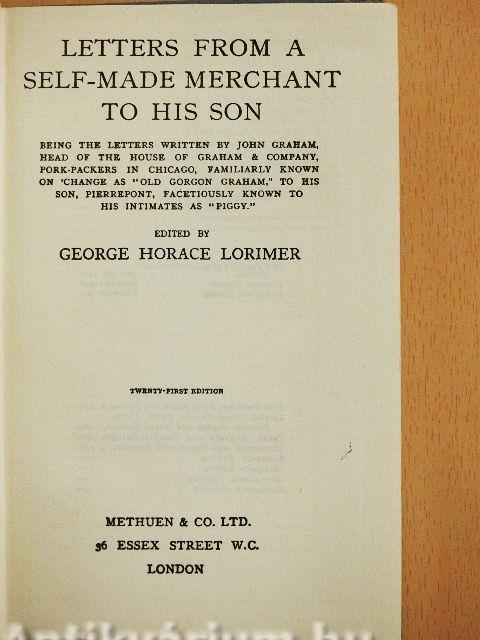 LETTERS FROM A
SELF-MADE MERCHANT
TO HIS SON
BEING THE LETTERS WRITTEN BY JOHN GRAHAM,
HEAD OF THE HOUSE OF GRAHAM & COMPANY,
PORK-PACKERS IN CHICAGO, FAMILIARLY KNOWN
ON 'CHANGE AS "OLD GORGON GRAHAM," TO HIS
SON, PIERREPONT, FACETIOUSLY KNOWN TO
HIS INTIMATES AS "PIGGY."
EDITED BY
GEORGE HORACE LORIMER
TWENTY-FIRST EDITION
METHUEN & CO. LTD.
36 ESSEX STREET W.C.
LONDON
Antikvárium.hu